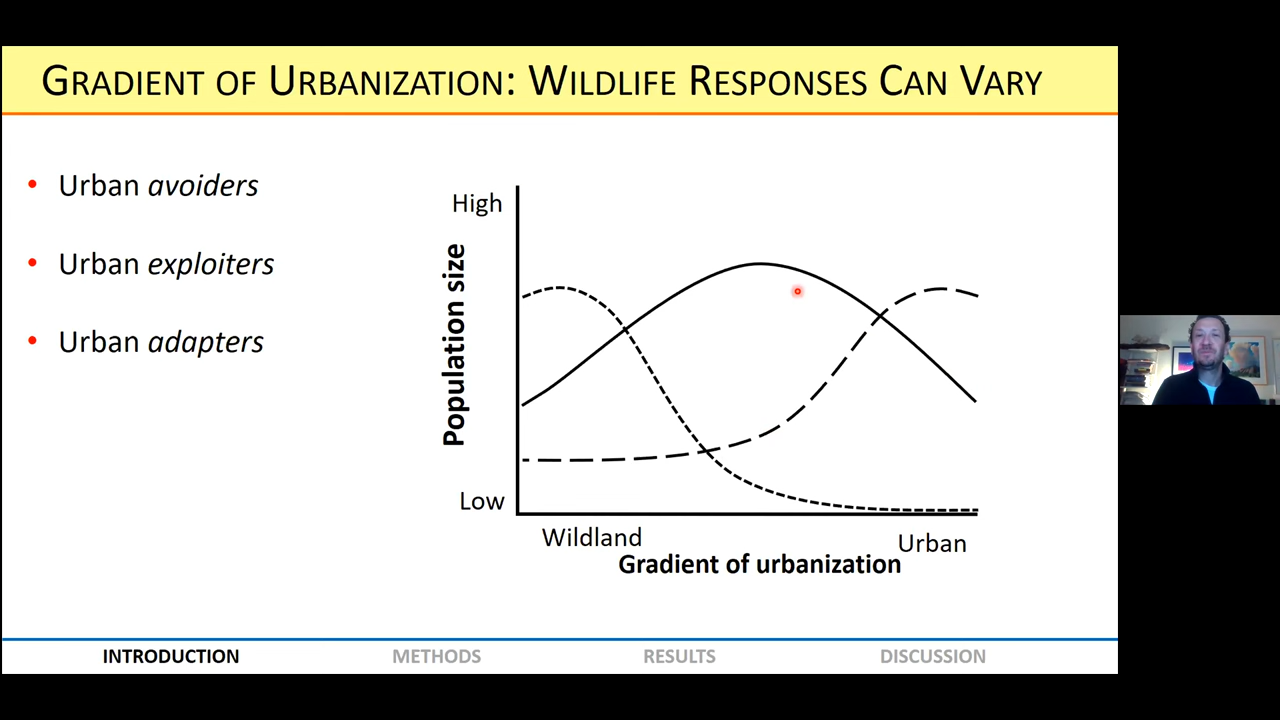 GRADIENT OF URBANIZATION: WILDLIFE RESPONSES CAN VARY
• Urban avoiders
• Urban exploiters
• Urban adapters
High
Population size
Low
Wildland
Urban
Gradient of urbanization
INTRODUCTION
METHODS
RESULTS
DISCUSSION